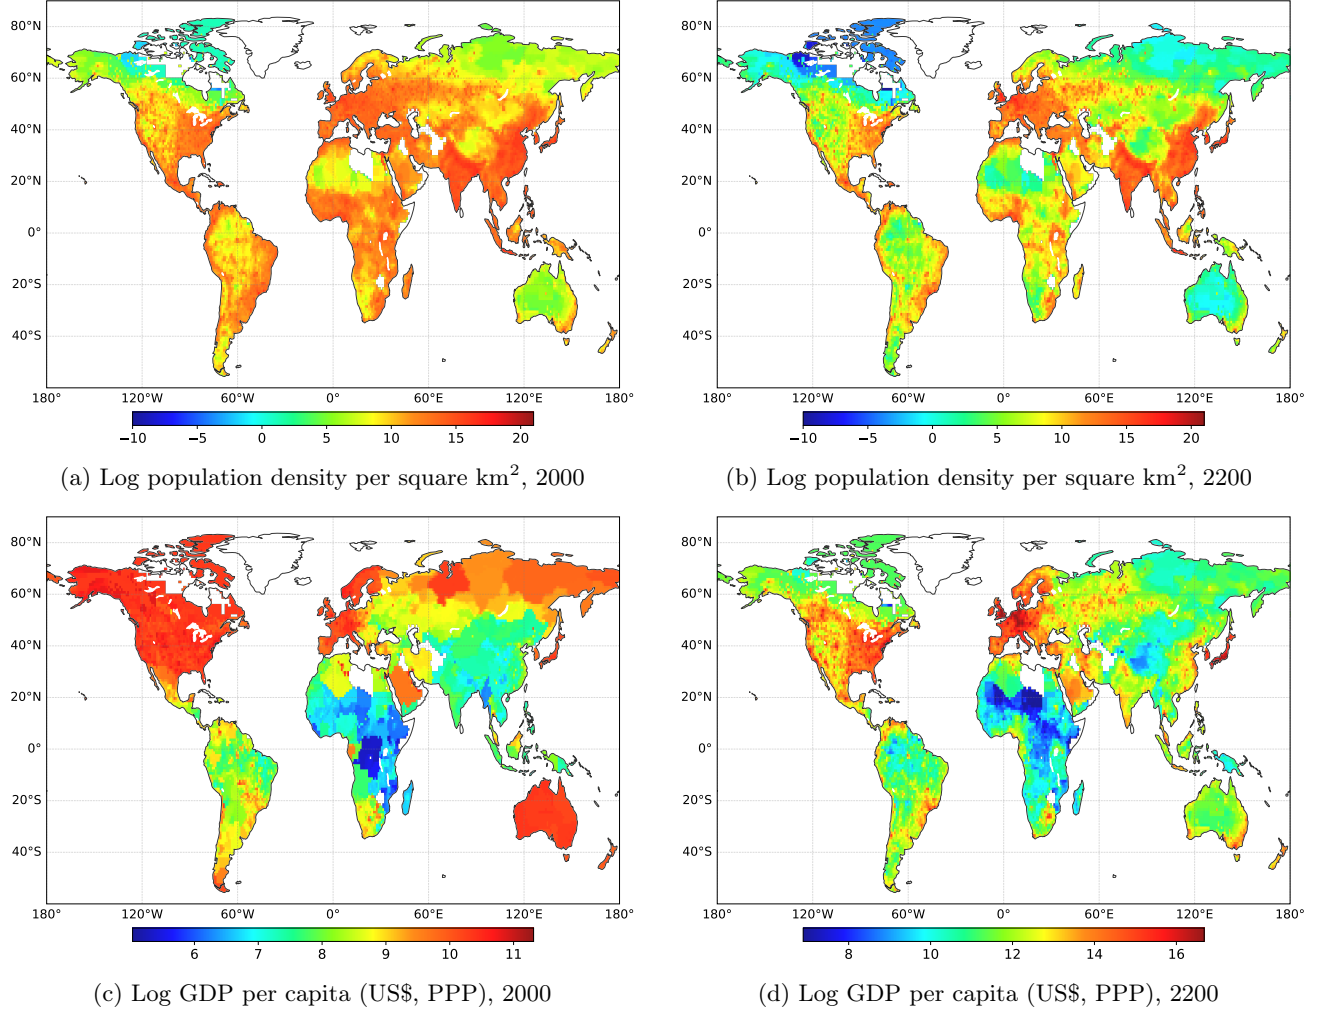 80°N
60°N
40°N
20°N
0°
20°S
40°S
180° 120°W 60°W 0° 60°E 120°E 180°
−10 −5 0 5 10 15 20
(a) Log population density per square km², 2000
80°N
60°N
40°N
20°N
0°
20°S
40°S
180° 120°W 60°W 0° 60°E 120°E 180°
−10 −5 0 5 10 15 20
(b) Log population density per square km², 2200
80°N
60°N
40°N
20°N
0°
20°S
40°S
180° 120°W 60°W 0° 60°E 120°E 180°
6 7 8 9 10 11
(c) Log GDP per capita (US$, PPP), 2000
80°N
60°N
40°N
20°N
0°
20°S
40°S
180° 120°W 60°W 0° 60°E 120°E 180°
8 10 12 14 16
(d) Log GDP per capita (US$, PPP), 2200